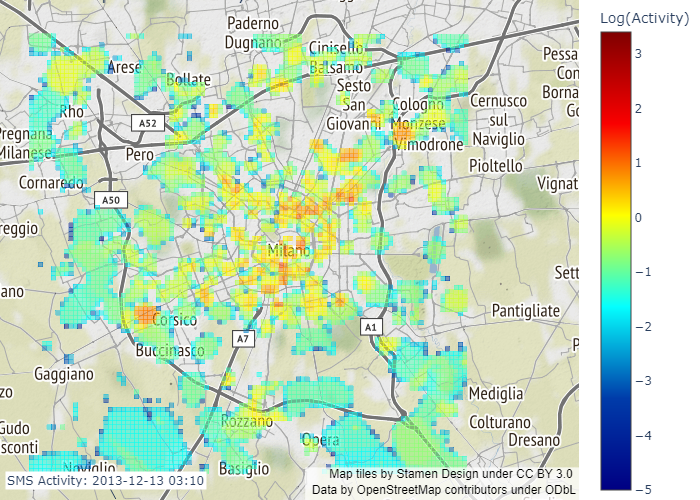 Log(Activity)
3
2
1
0
−1
−2
−3
−4
−5
Paderno
Dugnano
Cinisello
Balsamo
Arese
Bollate
Sesto
San
Giovanni
Cologno
Monzese
Cernusco
sul
Naviglio
Pessa
Con
Borna
Go
Rho
A52
Pregnana
Milanese
Pero
Vimodrone
Pioltello
Cornaredo
A50
Vignat
reggio
Milano
Sett
ano
Corsico
A7
A1
Pantigliate
Buccinasco
P
Gaggiano
zo
Mediglia
Gudo
sconti
Rozzano
Opera
Colturano
Dresano
Noviglio
Basiglio
SMS Activity: 2013-12-13 03:10
Map tiles by Stamen Design under CC BY 3.0
Data by OpenStreetMap contributors under ODbL